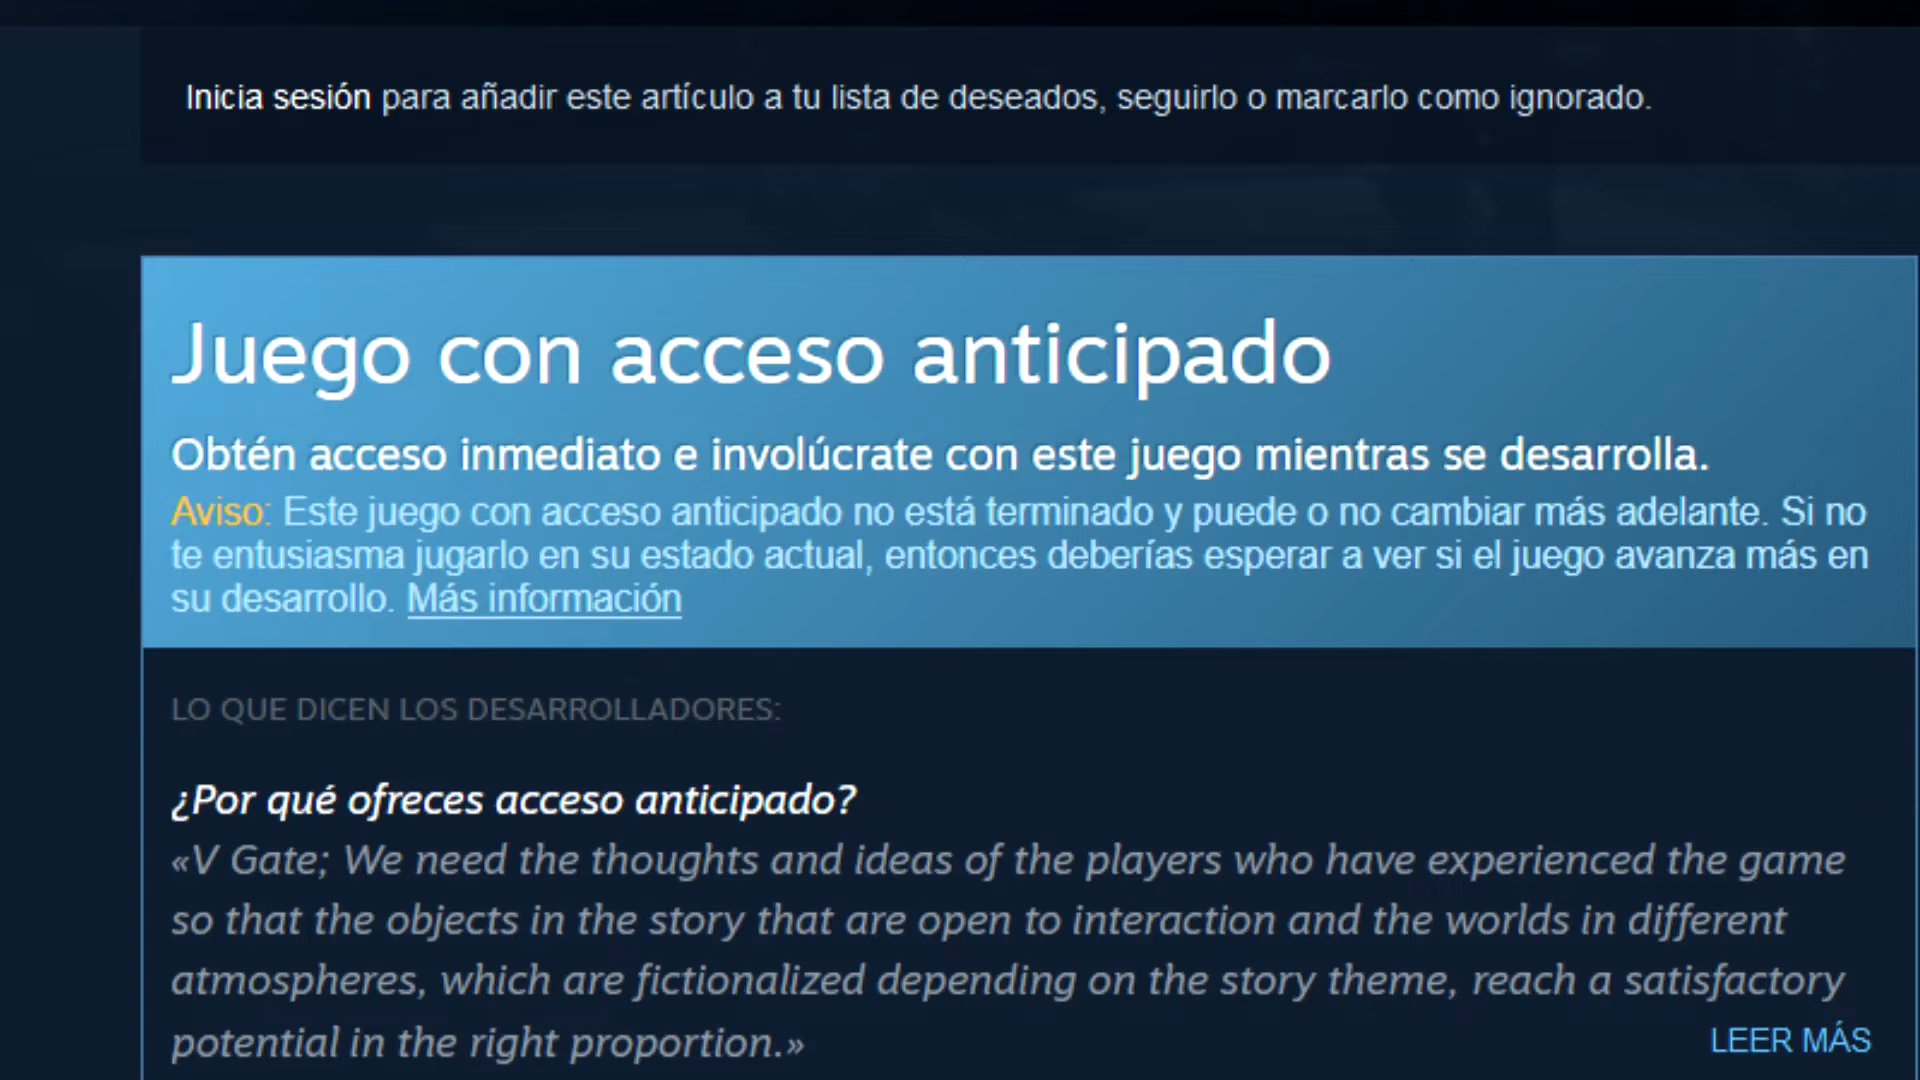 Inicia sesión para añadir este artículo a tu lista de deseados, seguirlo o marcarlo como ignorado.
Juego con acceso anticipado
Obtén acceso inmediato e involúcrate con este juego mientras se desarrolla.
Aviso: Este juego con acceso anticipado no está terminado y puede o no cambiar más adelante. Si no
te entusiasma jugarlo en su estado actual, entonces deberías esperar a ver si el juego avanza más en
su desarrollo. Más información
LO QUE DICEN LOS DESARROLLADORES:
¿Por qué ofreces acceso anticipado?
«V Gate; We need the thoughts and ideas of the players who have experienced the game
so that the objects in the story that are open to interaction and the worlds in different
atmospheres, which are fictionalized depending on the story theme, reach a satisfactory
potential in the right proportion.»
LEER MÁS